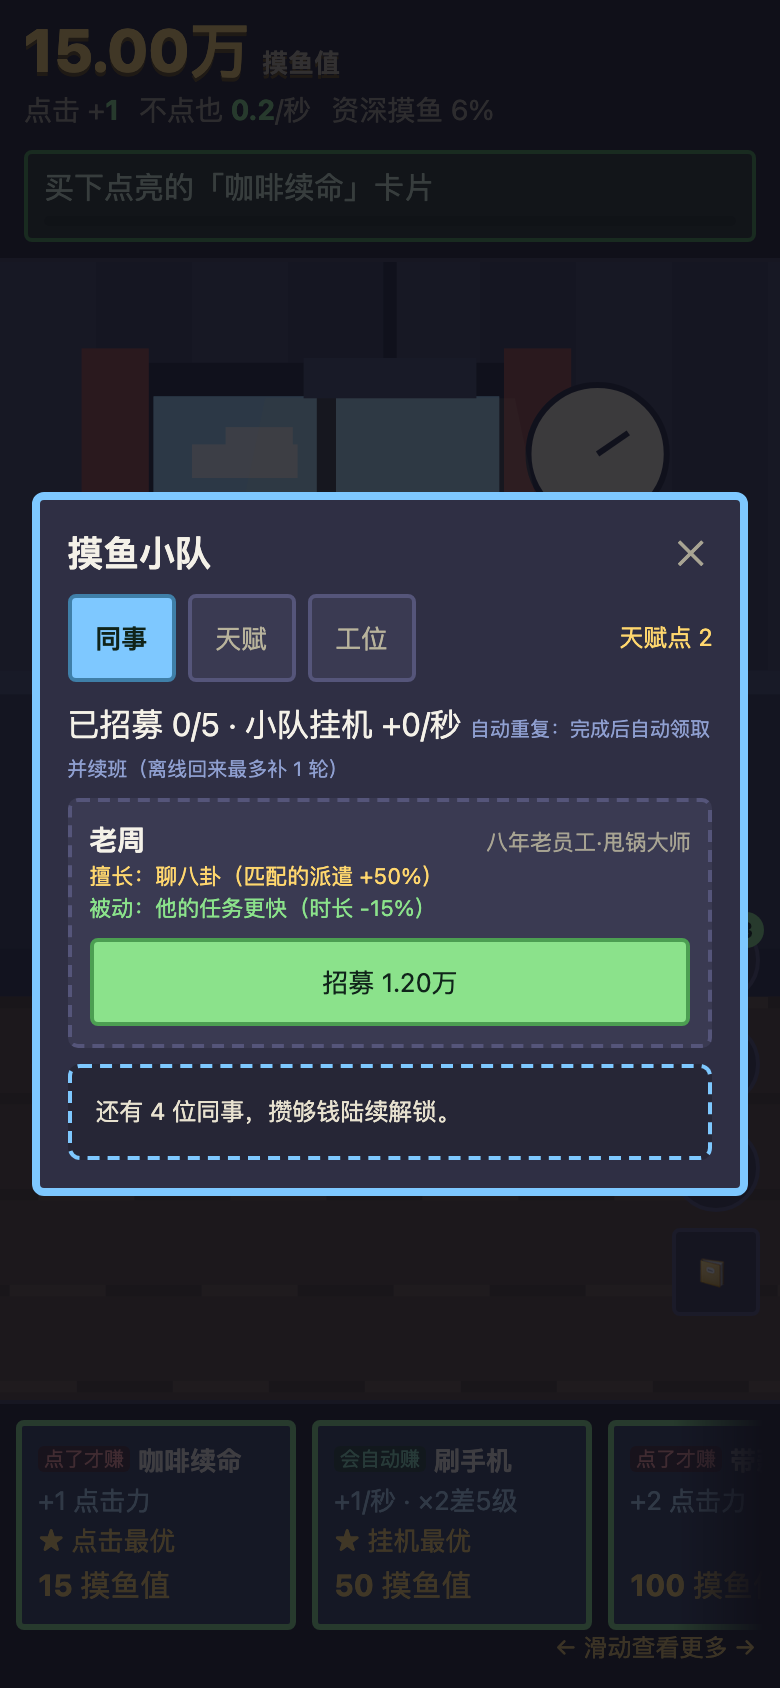 15.00万 摸鱼值
点击 +1 不点也 0.2/秒 资深摸鱼 6%
买下点亮的「咖啡续命」卡片
摸鱼小队
同事 天赋 工位 天赋点 2
已招募 0/5 · 小队挂机 +0/秒 自动重复：完成后自动领取
并续班（离线回来最多补 1 轮）
老周 八年老员工·甩锅大师
擅长：聊八卦（匹配的派遣 +50%）
被动：他的任务更快（时长 -15%）
招募 1.20万
还有 4 位同事，攒够钱陆续解锁。
点了才赚 咖啡续命
+1 点击力
★ 点击最优
15 摸鱼值
会自动赚 刷手机
+1/秒 · ×2差5级
★ 挂机最优
50 摸鱼值
点了才赚 带
+2 点击力
100 摸鱼
← 滑动查看更多 →